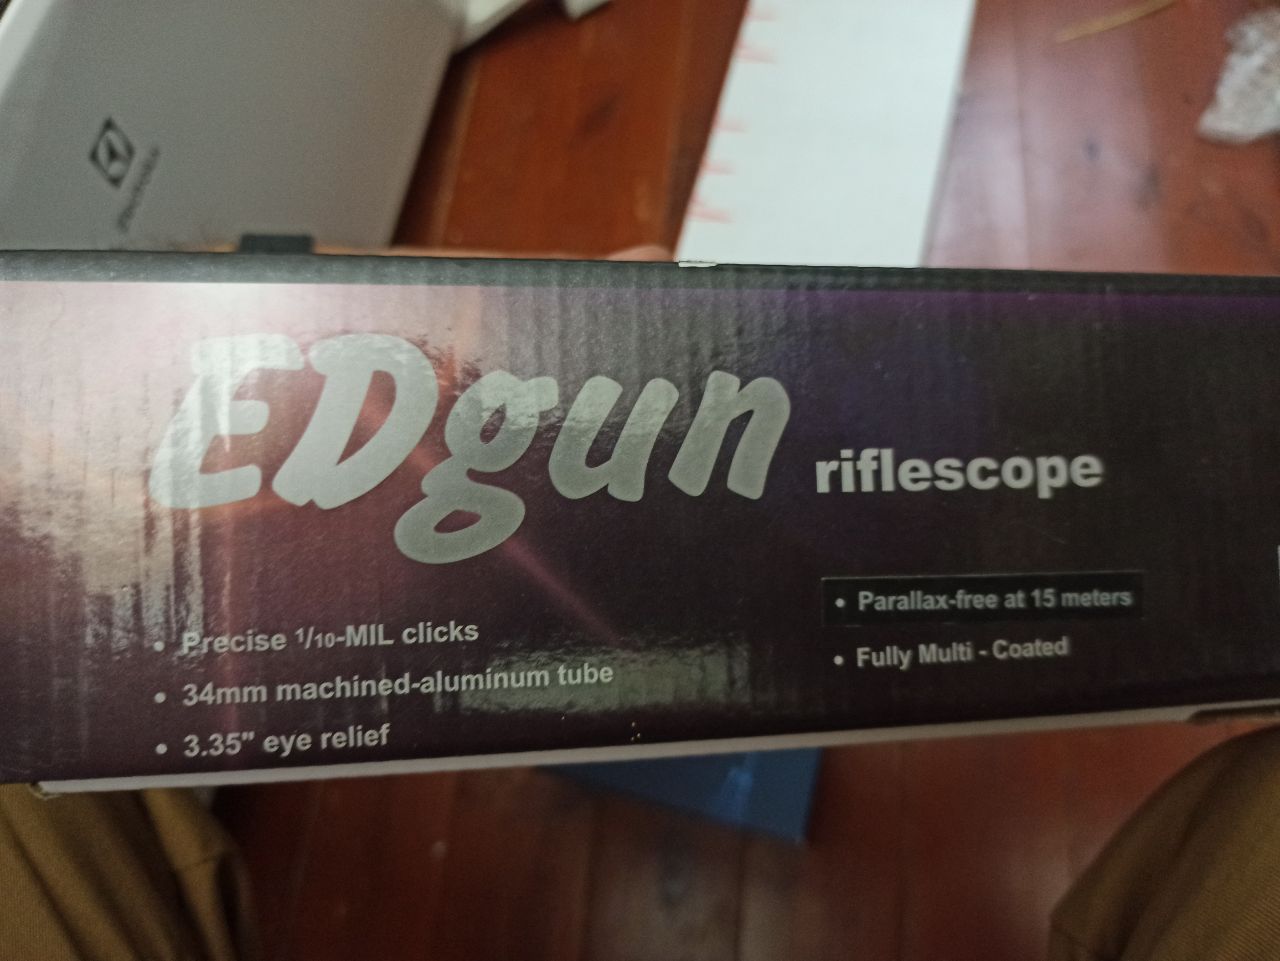 EDgun
riflescope
• Precise 1/10-MIL clicks
• 34mm machined-aluminum tube
• 3.35" eye relief
• Parallax-free at 15 meters
• Fully Multi - Coated